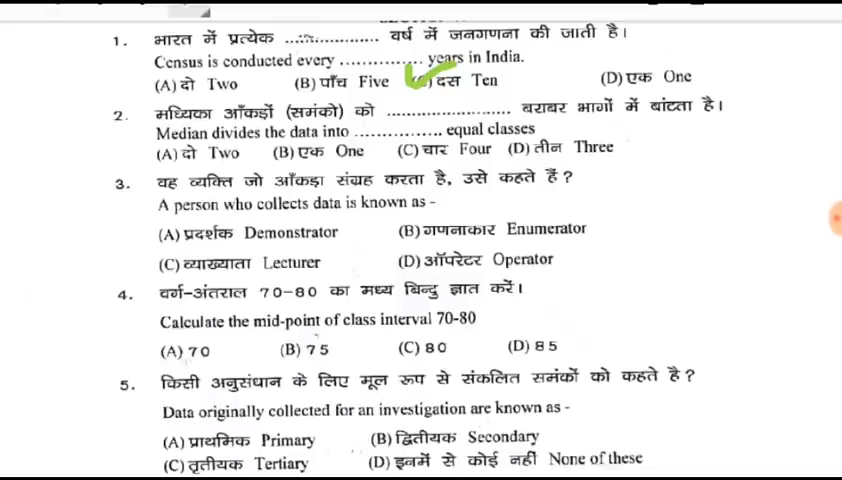 1. भारत में प्रत्येक ................... वर्ष में जनगणना की जाती है।
Census is conducted every ............... years in India.
(A) दो Two (B) पाँच Five (C) दस Ten (D) एक One
2. मध्यिका आँकड़ों (समंको) को ........................ बराबर भागों में बांटता है।
Median divides the data into ................ equal classes
(A) दो Two (B) एक One (C) चार Four (D) तीन Three
3. वह व्यक्ति जो आँकड़ा संग्रह करता है, उसे कहते हैं?
A person who collects data is known as -
(A) प्रदर्शक Demonstrator (B) गणनाकार Enumerator
(C) व्याख्याता Lecturer (D) ऑपरेटर Operator
4. वर्ग-अंतराल 70-80 का मध्य बिन्दु ज्ञात करें।
Calculate the mid-point of class interval 70-80
(A) 70 (B) 75 (C) 80 (D) 85
5. किसी अनुसंधान के लिए मूल रूप से संकलित समंकों को कहते है?
Data originally collected for an investigation are known as -
(A) प्राथमिक Primary (B) द्वितीयक Secondary
(C) तृतीयक Tertiary (D) इनमें से कोई नहीं None of these